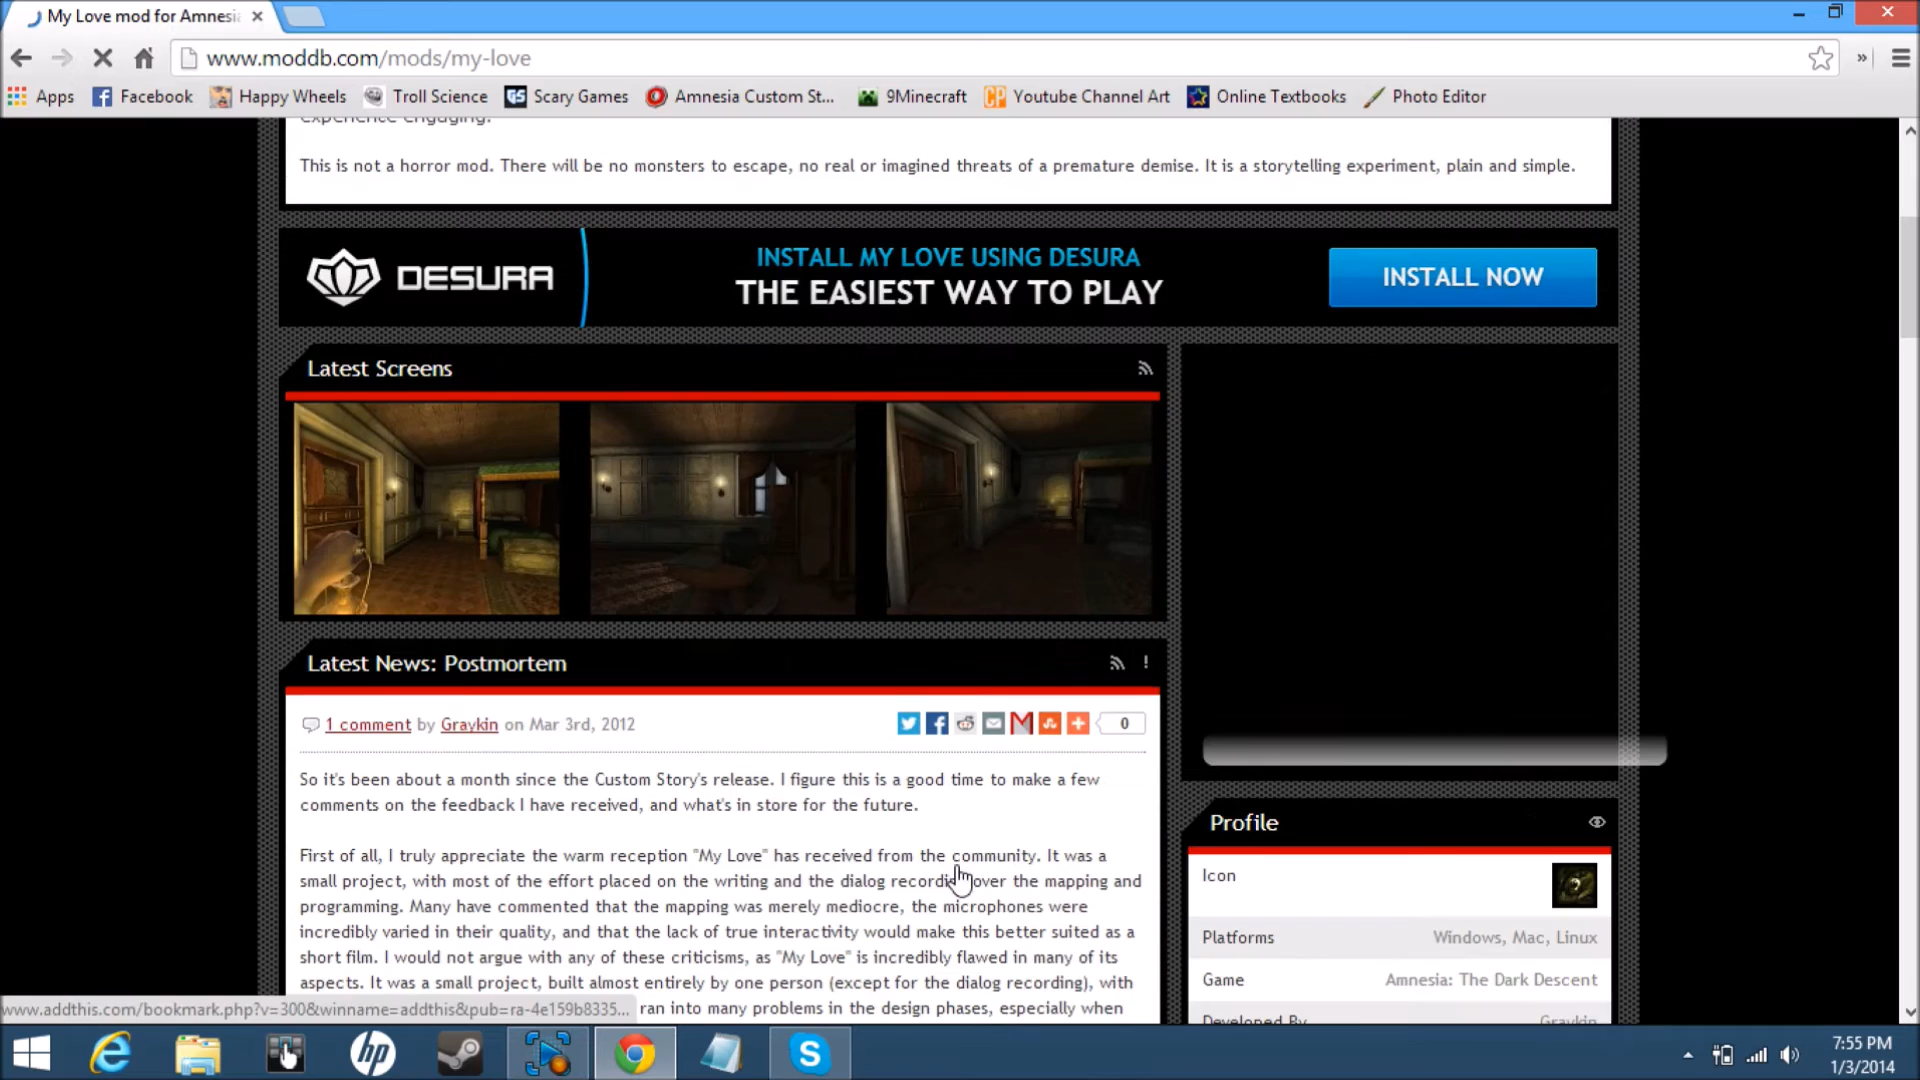 My Love mod for Amnesia
www.moddb.com/mods/my-love
Apps Facebook Happy Wheels Troll Science Scary Games Amnesia Custom St... 9Minecraft Youtube Channel Art Online Textbooks Photo Editor
Experience engaging.
This is not a horror mod. There will be no monsters to escape, no real or imagined threats of a premature demise. It is a storytelling experiment, plain and simple.
DESURA
INSTALL MY LOVE USING DESURA
THE EASIEST WAY TO PLAY
INSTALL NOW
Latest Screens
Latest News: Postmortem
1 comment by Graykin on Mar 3rd, 2012
0
So it's been about a month since the Custom Story's release. I figure this is a good time to make a few
comments on the feedback I have received, and what's in store for the future.
First of all, I truly appreciate the warm reception "My Love" has received from the community. It was a
small project, with most of the effort placed on the writing and the dialog recording over the mapping and
programming. Many have commented that the mapping was merely mediocre, the microphones were
incredibly varied in their quality, and that the lack of true interactivity would make this better suited as a
short film. I would not argue with any of these criticisms, as "My Love" is incredibly flawed in many of its
aspects. It was a small project, built almost entirely by one person (except for the dialog recording), with
ran into many problems in the design phases, especially when
Profile
Icon
Platforms Windows, Mac, Linux
Game Amnesia: The Dark Descent
Developed By Graykin
www.addthis.com/bookmark.php?v=300&winname=addthis&pub=ra-4e159b8335...
hp
7:55 PM
1/3/2014